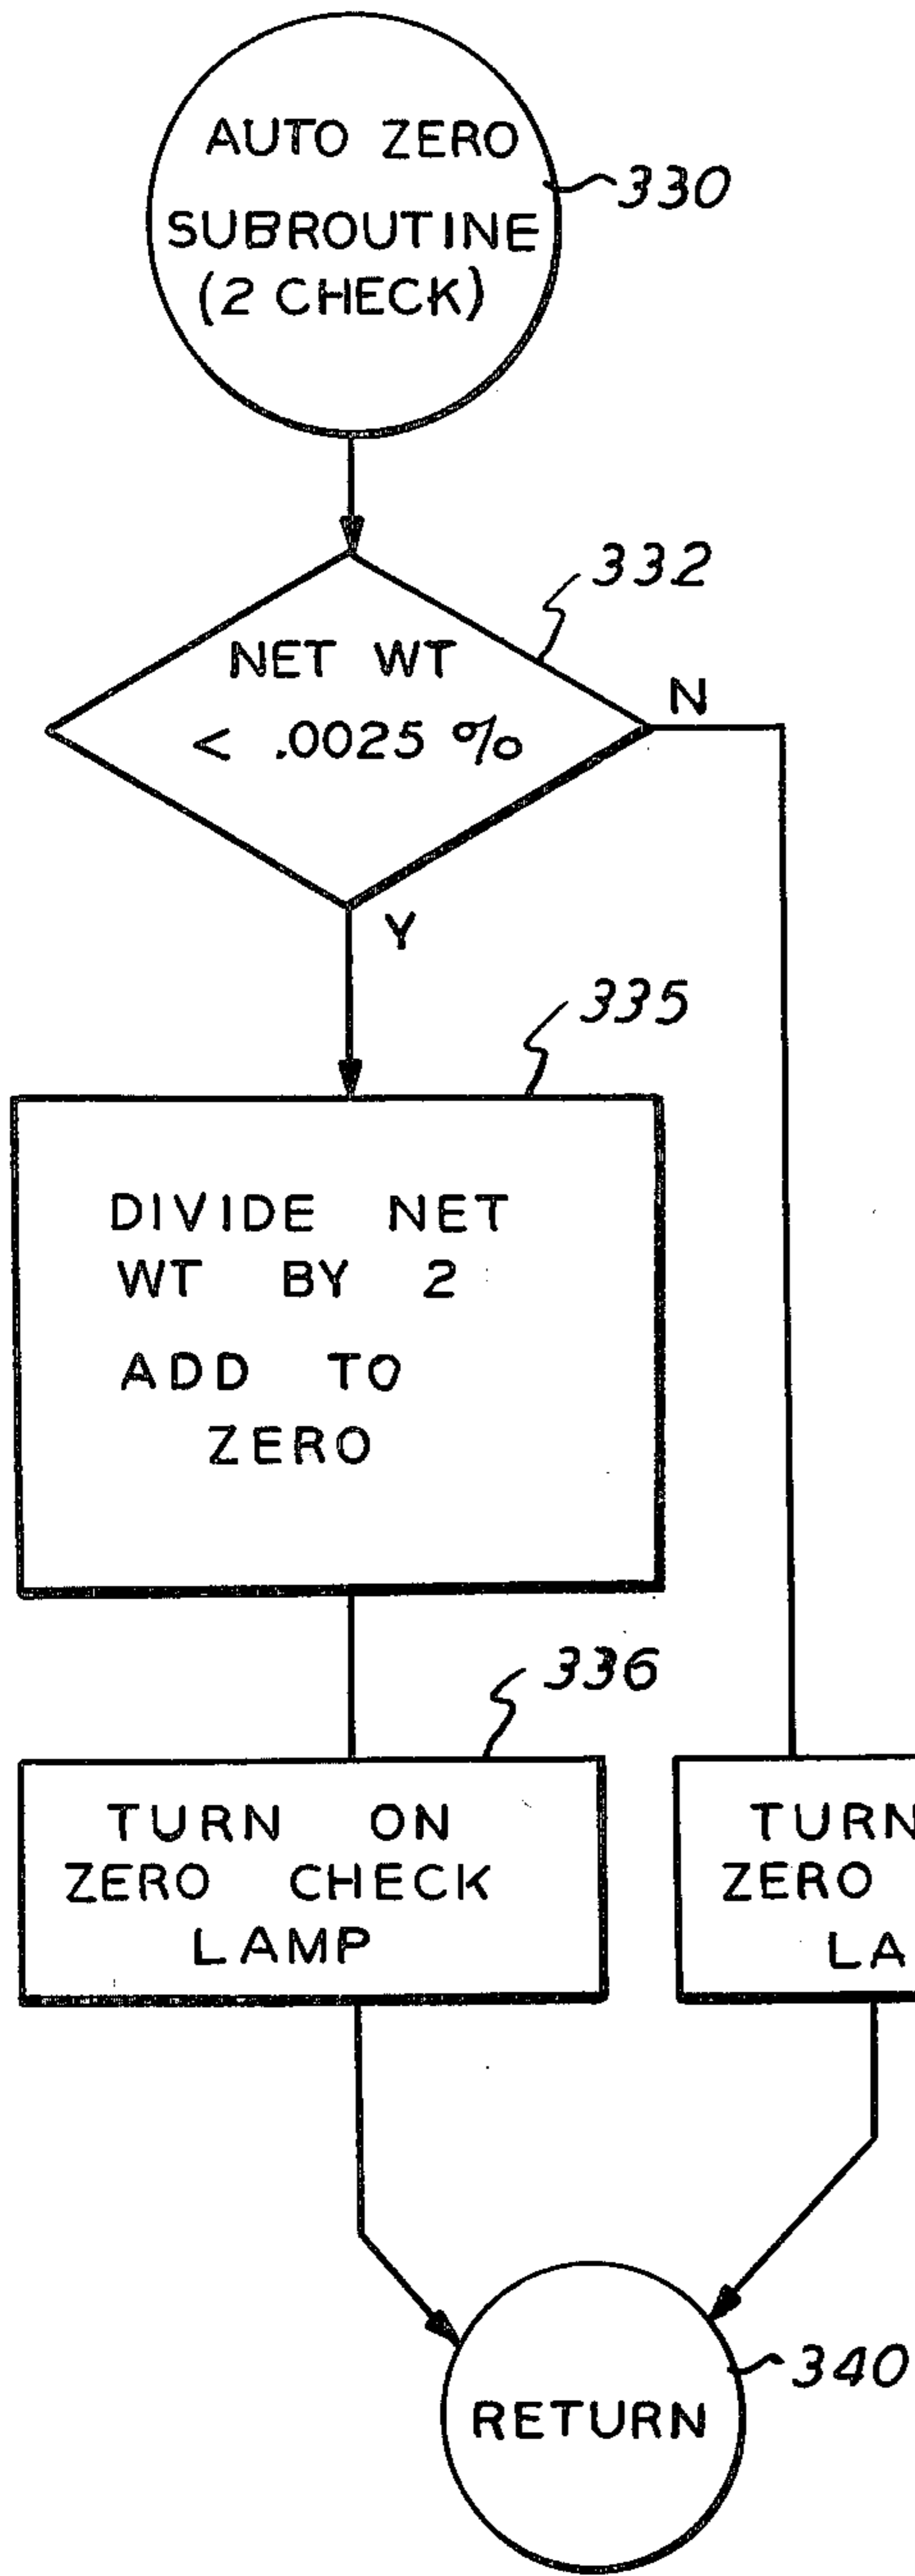 AUTO ZERO
SUBROUTINE
(2 CHECK)
330
332
NET WT
< .0025 %
N
Y
335
DIVIDE NET
WT BY 2
ADD TO
ZERO
336
TURN ON
ZERO CHECK
LAMP
TURN
ZERO
340
RETURN